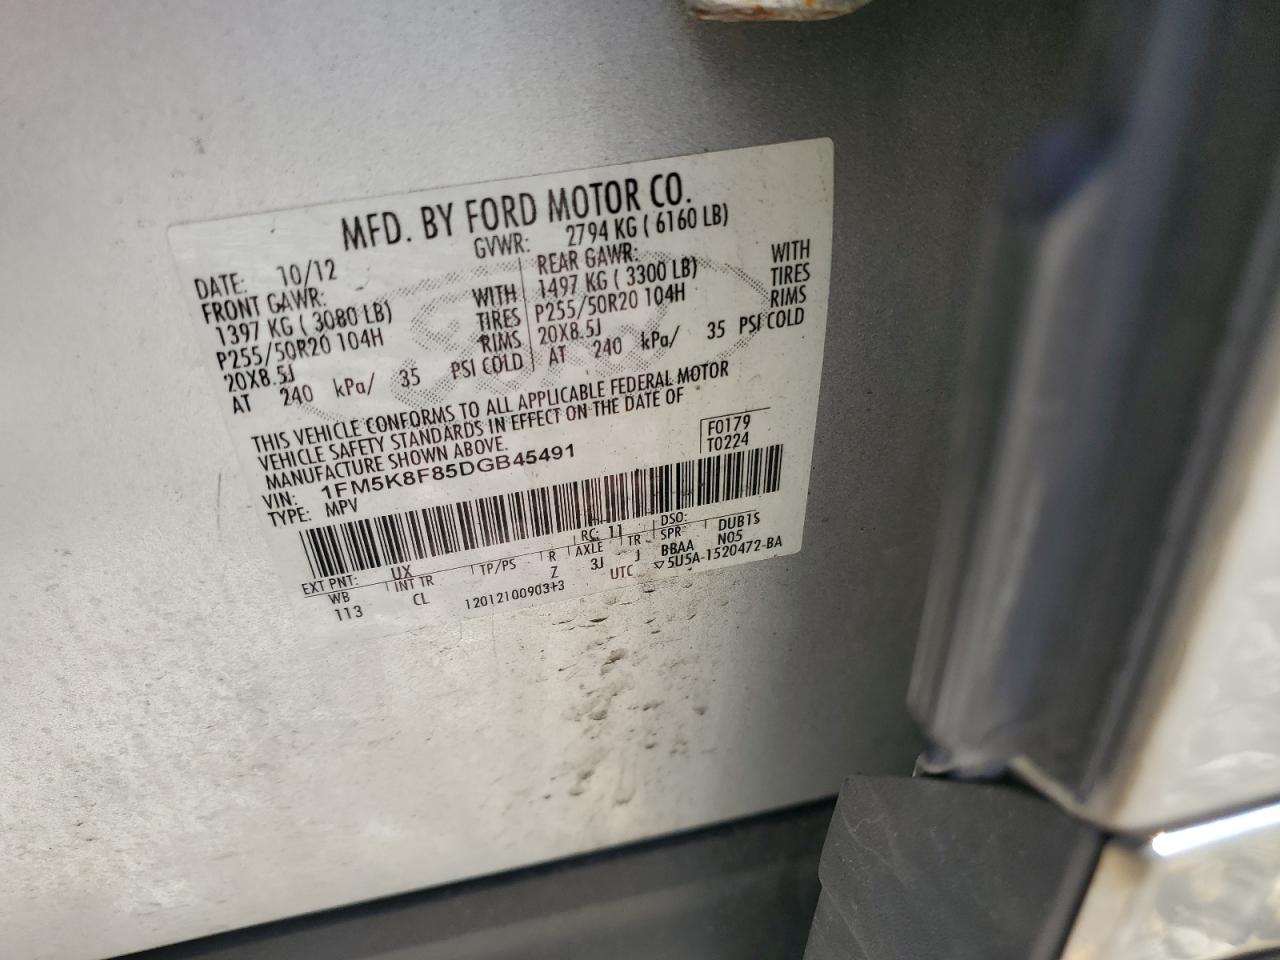 MFD. BY FORD MOTOR CO.
DATE: 10/12 GVWR: 2794 KG ( 6160 LB)
FRONT GAWR: REAR GAWR:
1397 KG ( 3080 LB) WITH 1497 KG ( 3300 LB) WITH
P255/50R20 104H TIRES P255/50R20 104H TIRES
20X8.5J RIMS 20X8.5J RIMS
AT 240 kPa/ 35 PSI COLD AT 240 kPa/ 35 PSI COLD
THIS VEHICLE CONFORMS TO ALL APPLICABLE FEDERAL MOTOR
VEHICLE SAFETY STANDARDS IN EFFECT ON THE DATE OF
MANUFACTURE SHOWN ABOVE.
F0179
T0224
VIN: 1FM5K8F85DGB45491
TYPE: MPV
EXT PNT: UX RC: 11 DSO:
WB INT TR TP/PS R AXLE TR SPR DUB1S
113 CL Z 3J J BBAA N05
12012100903+3 UTC ▽5U5A-1520472-BA